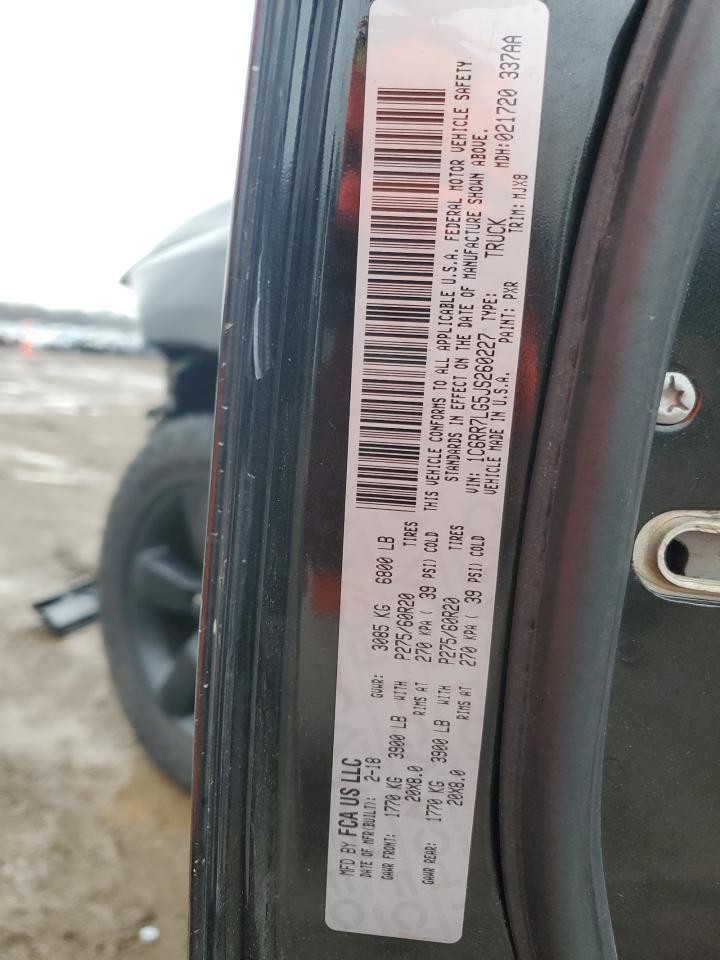 MFD BY FCA US LLC
DATE OF MFR(BUILT): 2-18 GVWR: 3085 KG 6800 LB
GAWR FRONT: 1770 KG 3900 LB WITH P275/60R20 TIRES
20X8.0 RIMS AT 270 KPA ( 39 PSI) COLD
GAWR REAR: 1770 KG 3900 LB WITH P275/60R20 TIRES
20X8.0 RIMS AT 270 KPA ( 39 PSI) COLD
THIS VEHICLE CONFORMS TO ALL APPLICABLE U.S.A. FEDERAL MOTOR VEHICLE SAFETY
STANDARDS IN EFFECT ON THE DATE OF MANUFACTURE SHOWN ABOVE.
VIN: 1C6RR7LG5JS260227 TYPE: TRUCK MDH:021720 337AA
VEHICLE MADE IN U.S.A. PAINT: PXR TRIM: MJX8